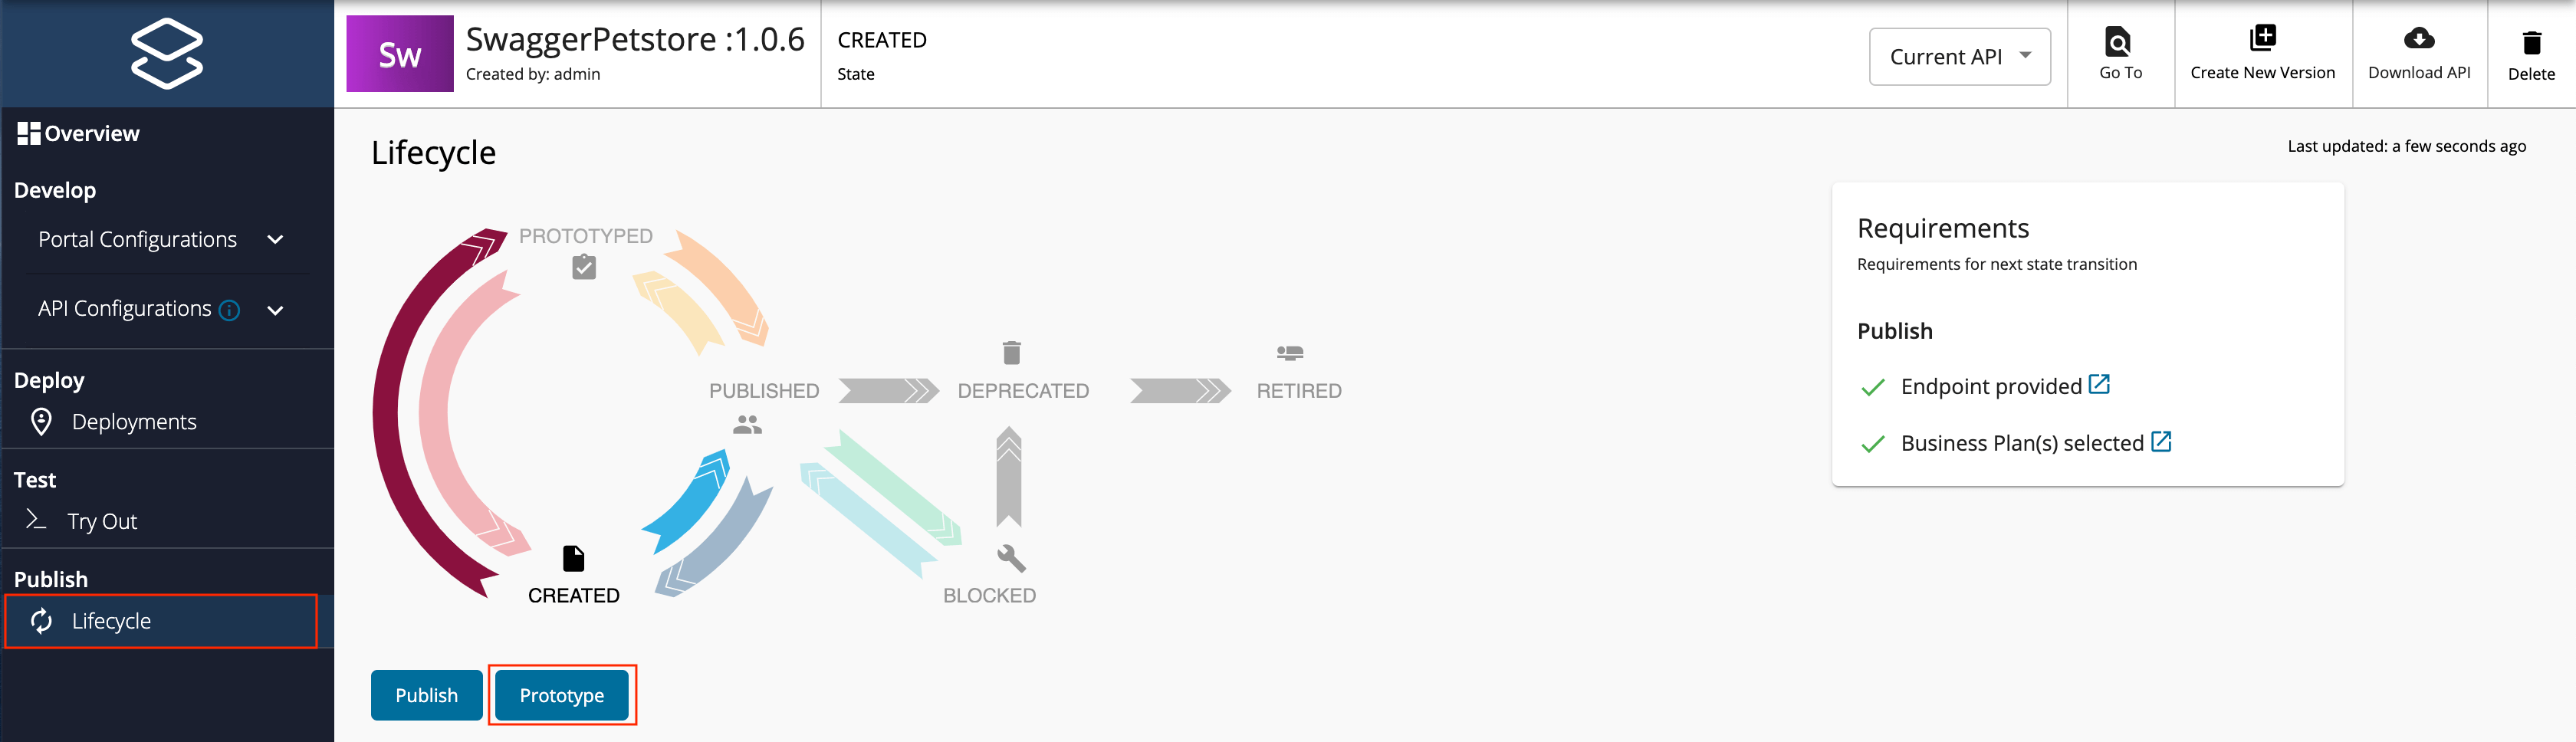 Sw
SwaggerPetstore :1.0.6
Created by: admin
CREATED
State
Current API
Go To
Create New Version
Download API
Delete
Overview
Develop
Portal Configurations
API Configurations
Deploy
Deployments
Test
Try Out
Publish
Lifecycle
Lifecycle
Last updated: a few seconds ago
PROTOTYPED
PUBLISHED
DEPRECATED
RETIRED
CREATED
BLOCKED
Publish
Prototype
Requirements
Requirements for next state transition
Publish
Endpoint provided
Business Plan(s) selected